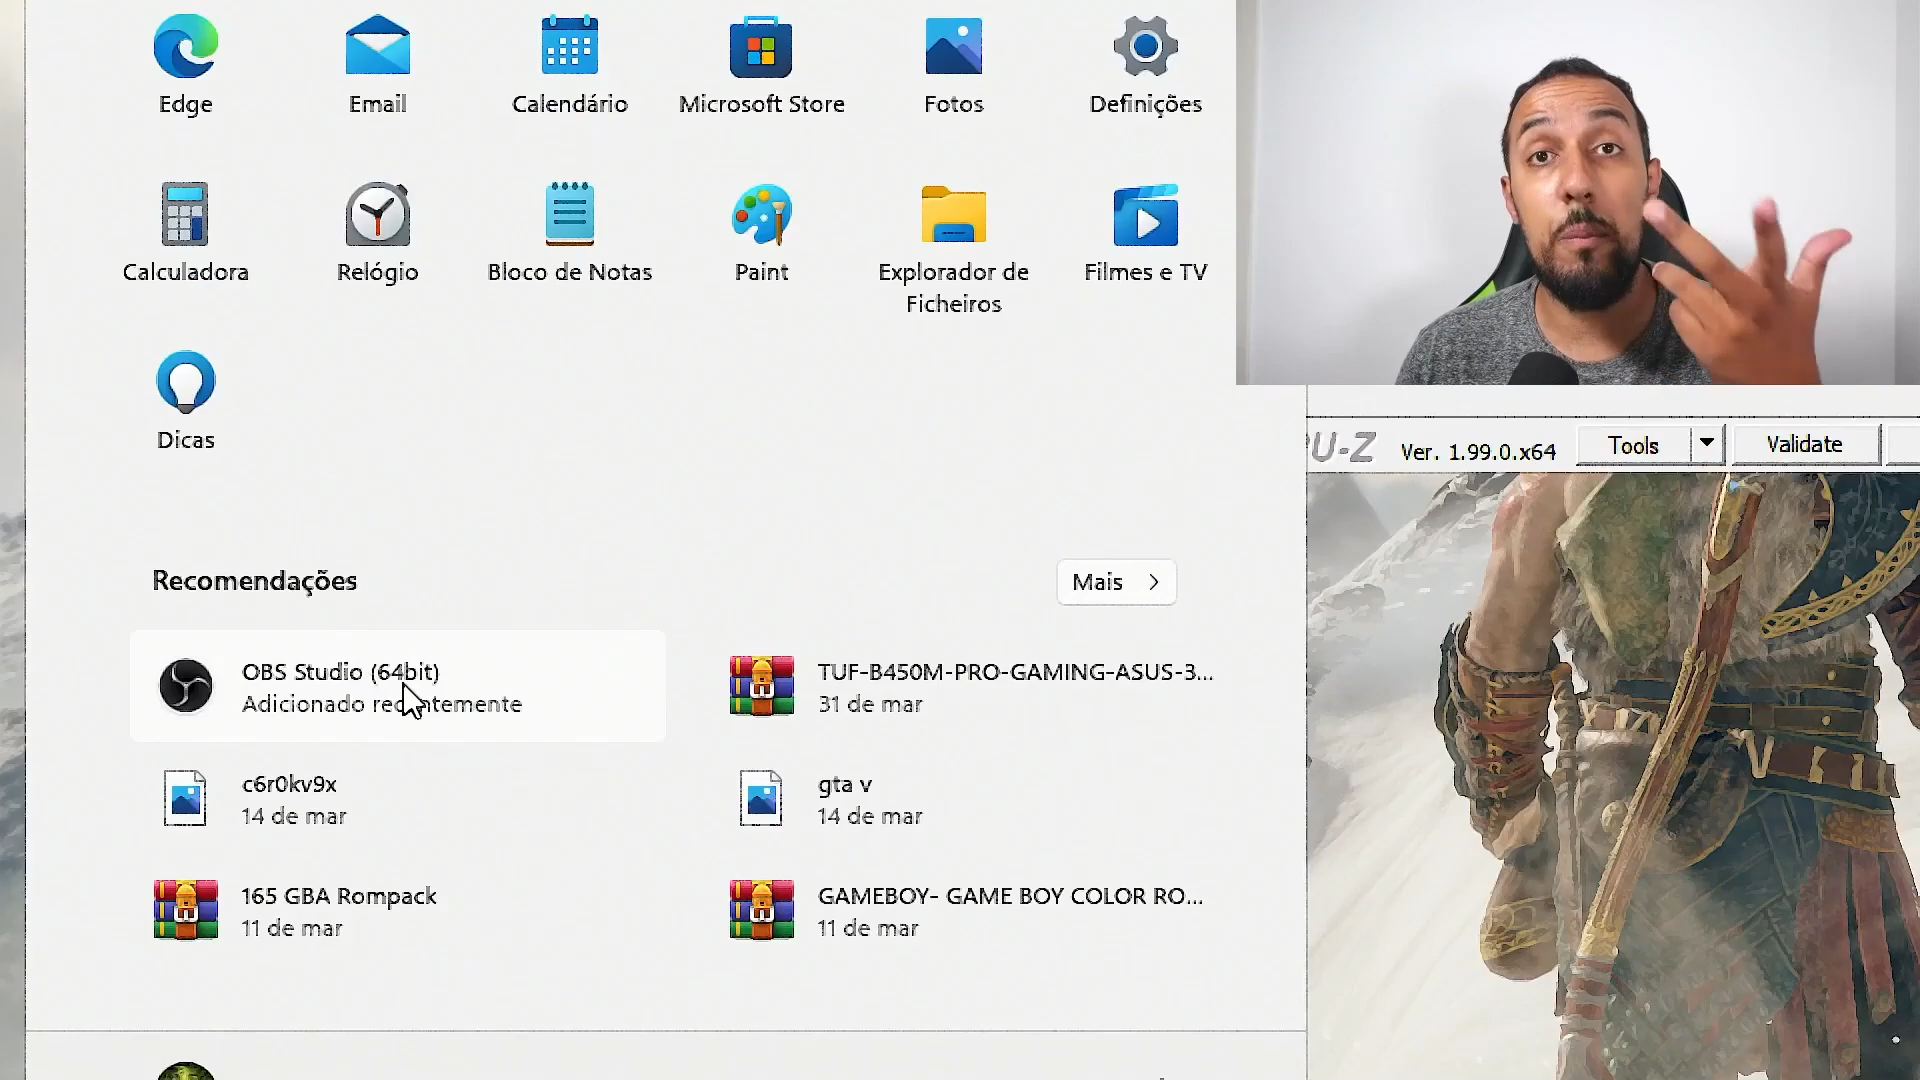 Edge
Email
Calendário
Microsoft Store
Fotos
Definições
Calculadora
Relógio
Bloco de Notas
Paint
Explorador de
Ficheiros
Filmes e TV
Dicas
U-Z Ver. 1.99.0.x64 Tools Validate
Recomendações
Mais
OBS Studio (64bit)
Adicionado recentemente
TUF-B450M-PRO-GAMING-ASUS-3...
31 de mar
c6r0kv9x
14 de mar
gta v
14 de mar
165 GBA Rompack
11 de mar
GAMEBOY- GAME BOY COLOR RO...
11 de mar